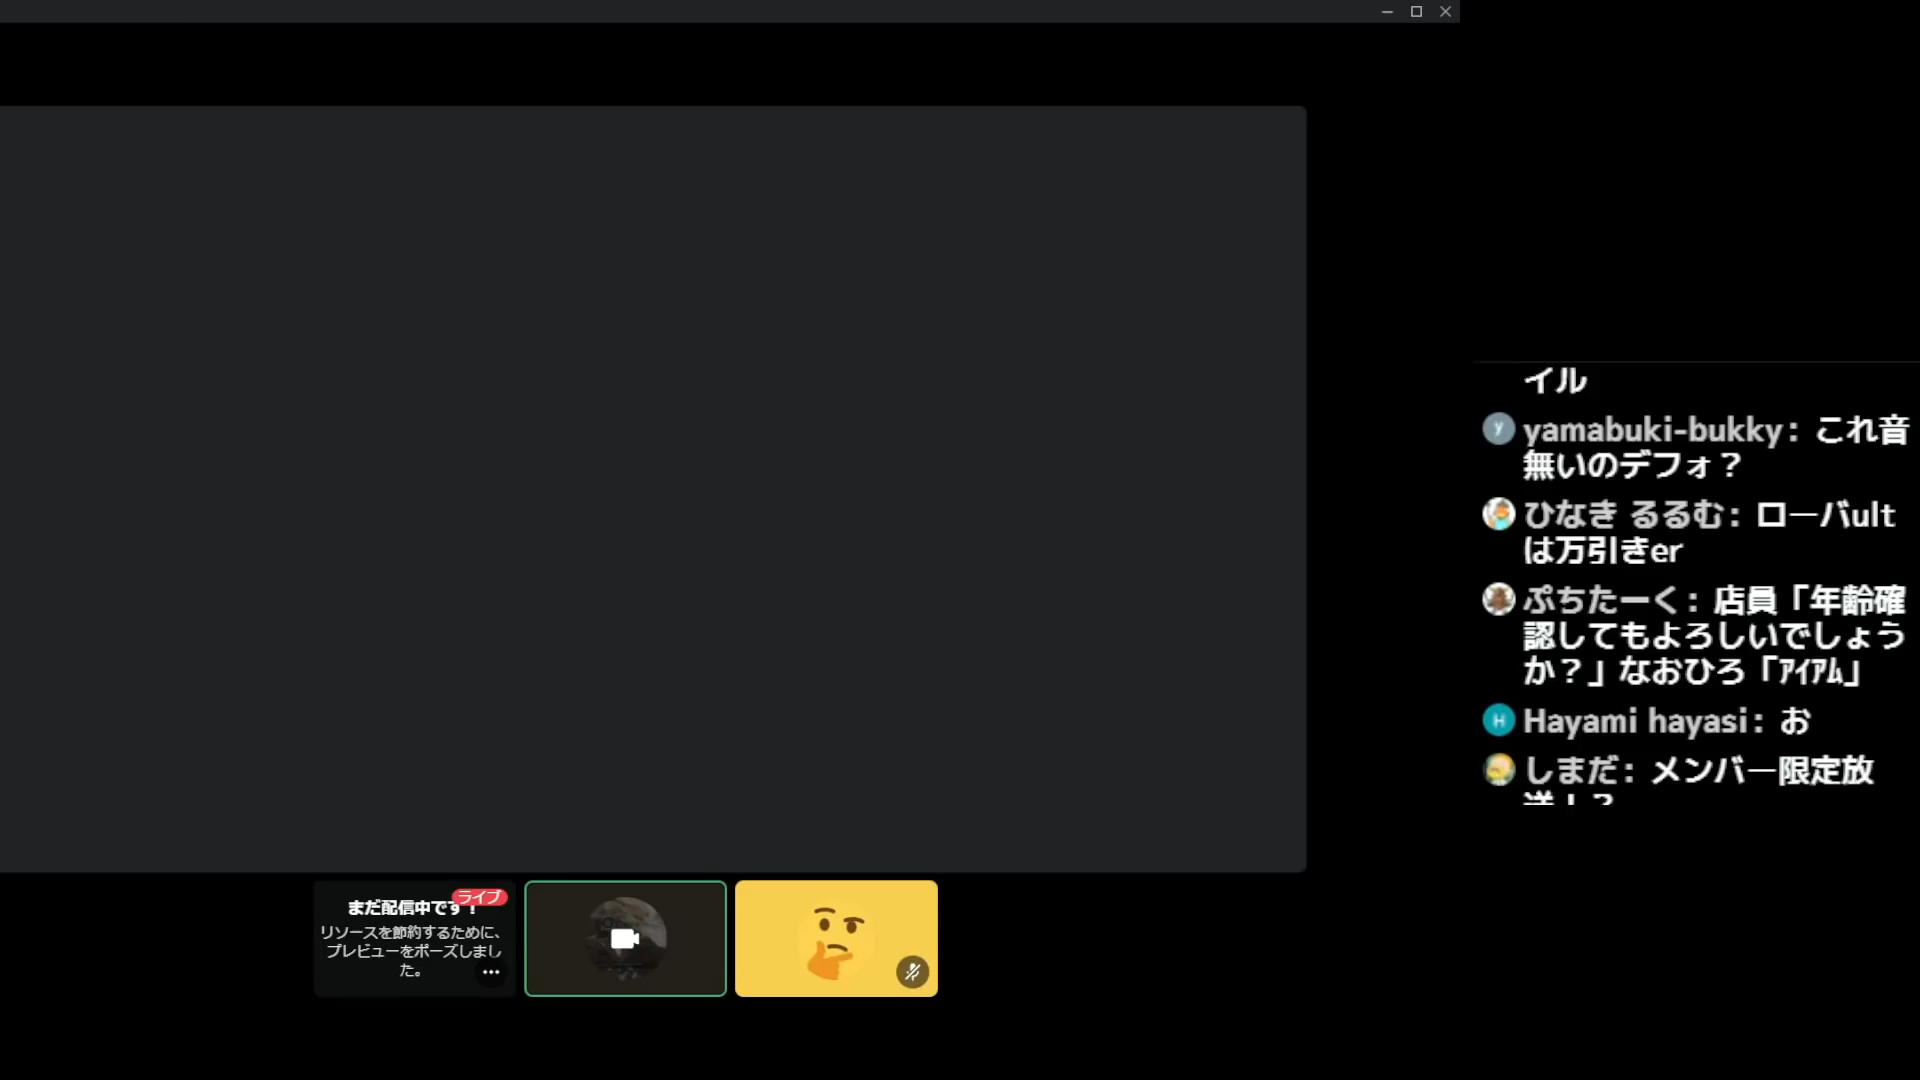 イル
yamabuki-bukky: これ音
無いのデフォ？
ひなき るるむ: ローバult
は万引きer
ぷちたーく: 店員「年齢確
認してもよろしいでしょう
か？」なおひろ「ｱｲｱﾑ」
Hayami hayasi: お
しまだ: メンバー限定放
送！？
ライブ
まだ配信中です！
リソースを節約するために、
プレビューをポーズしまし
た。